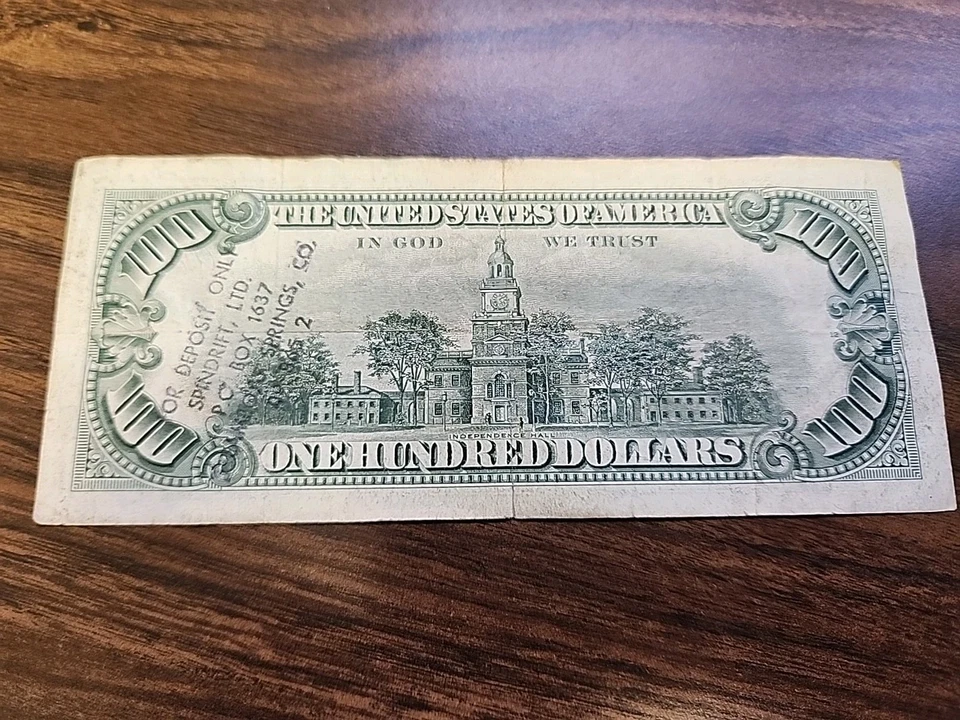 THE UNITED STATES OF AMERICA
IN GOD WE TRUST
100
100
OR DEPOSIT ONLY
SPINDRIFT, LTD.
P.O. BOX 1637
SPRINGS, CO,
2
INDEPENDENCE HALL
100
100
ONE HUNDRED DOLLARS